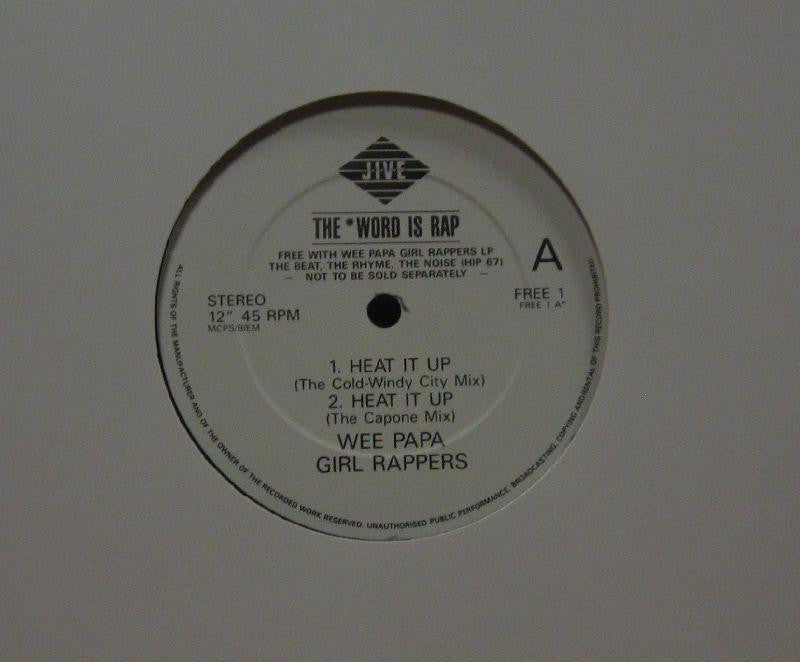 JIVE
THE *WORD IS RAP
FREE WITH WEE PAPA GIRL RAPPERS LP
THE BEAT, THE RHYME, THE NOISE (HIP 67)
— NOT TO BE SOLD SEPARATELY —
A
STEREO
12" 45 RPM
MCPS/BIEM
FREE 1
FREE 1 A*
1. HEAT IT UP
(The Cold-Windy City Mix)
2. HEAT IT UP
(The Capone Mix)
WEE PAPA
GIRL RAPPERS
ALL RIGHTS OF THE MANUFACTURER AND OF THE OWNER OF THE RECORDED WORK RESERVED. UNAUTHORISED PUBLIC PERFORMANCE, BROADCASTING, COPYING AND RENTAL OF THIS RECORD PROHIBITED.